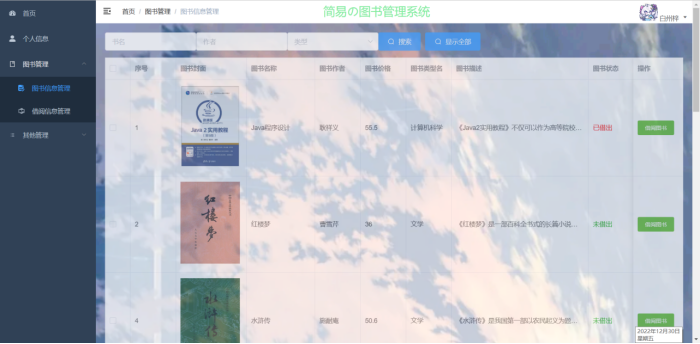 首页
个人信息
图书管理
图书信息管理
借阅信息管理
其他管理
首页 / 图书管理 / 图书信息管理
简易の图书管理系统
白州梓
书名
作者
类型
搜索
显示全部
序号 图书封面 图书名称 图书作者 图书价格 图书类型名 图书描述 图书状态 操作
Java 2实用教程
1 Java程序设计 耿祥义 55.5 计算机科学 《Java2实用教程》不仅可以作为高等院校... 已借出 借阅图书
红楼梦
2 红楼梦 曹雪芹 36 文学 《红楼梦》是一部百科全书式的长篇小说... 未借出 借阅图书
水浒传
4 水浒传 施耐庵 50.6 文学 《水浒传》是我国第一部以农民起义为题... 未借出 借阅图书
2022年12月30日
星期五